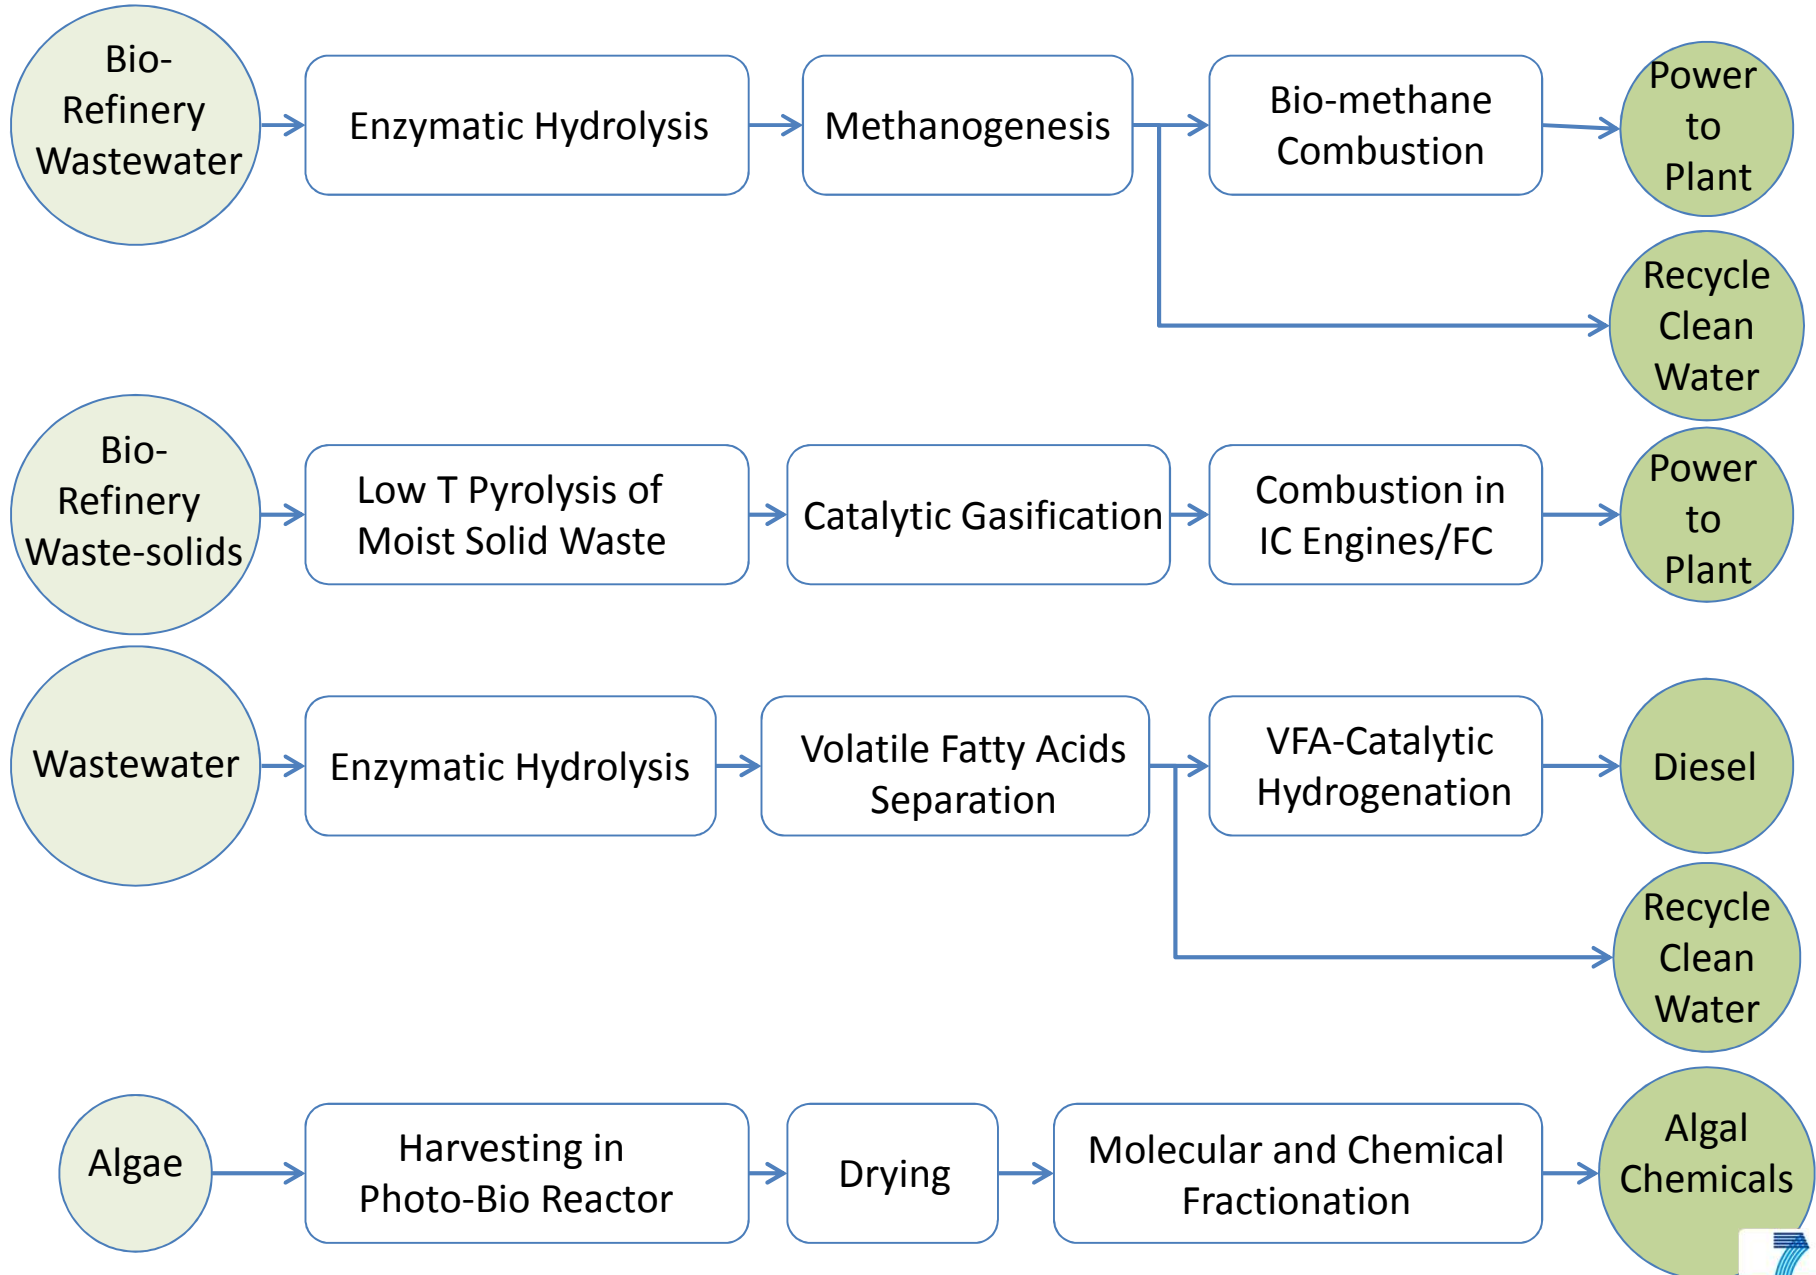 Bio-
Refinery
Wastewater
Enzymatic Hydrolysis
Methanogenesis
Bio-methane
Combustion
Power
to
Plant
Recycle
Clean
Water
Bio-
Refinery
Waste-solids
Low T Pyrolysis of
Moist Solid Waste
Catalytic Gasification
Combustion in
IC Engines/FC
Power
to
Plant
Wastewater
Enzymatic Hydrolysis
Volatile Fatty Acids
Separation
VFA-Catalytic
Hydrogenation
Diesel
Recycle
Clean
Water
Algae
Harvesting in
Photo-Bio Reactor
Drying
Molecular and Chemical
Fractionation
Algal
Chemicals